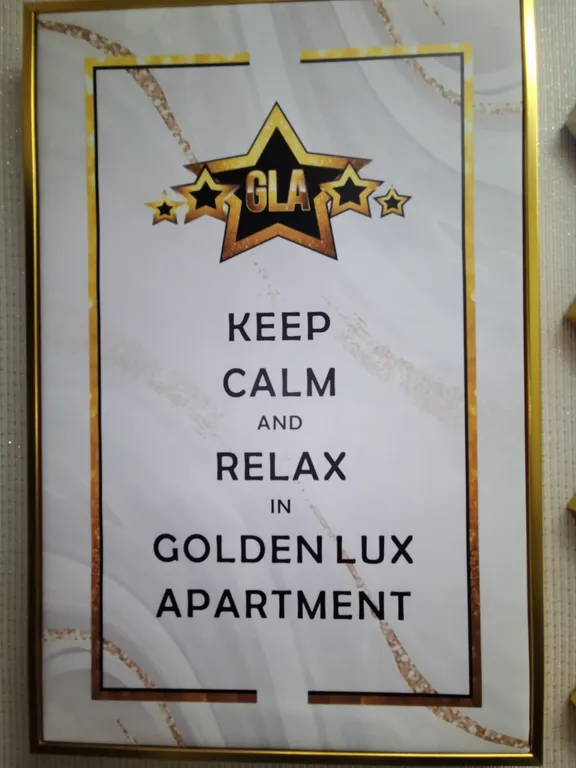 GLA
KEEP
CALM
AND
RELAX
IN
GOLDEN LUX
APARTMENT